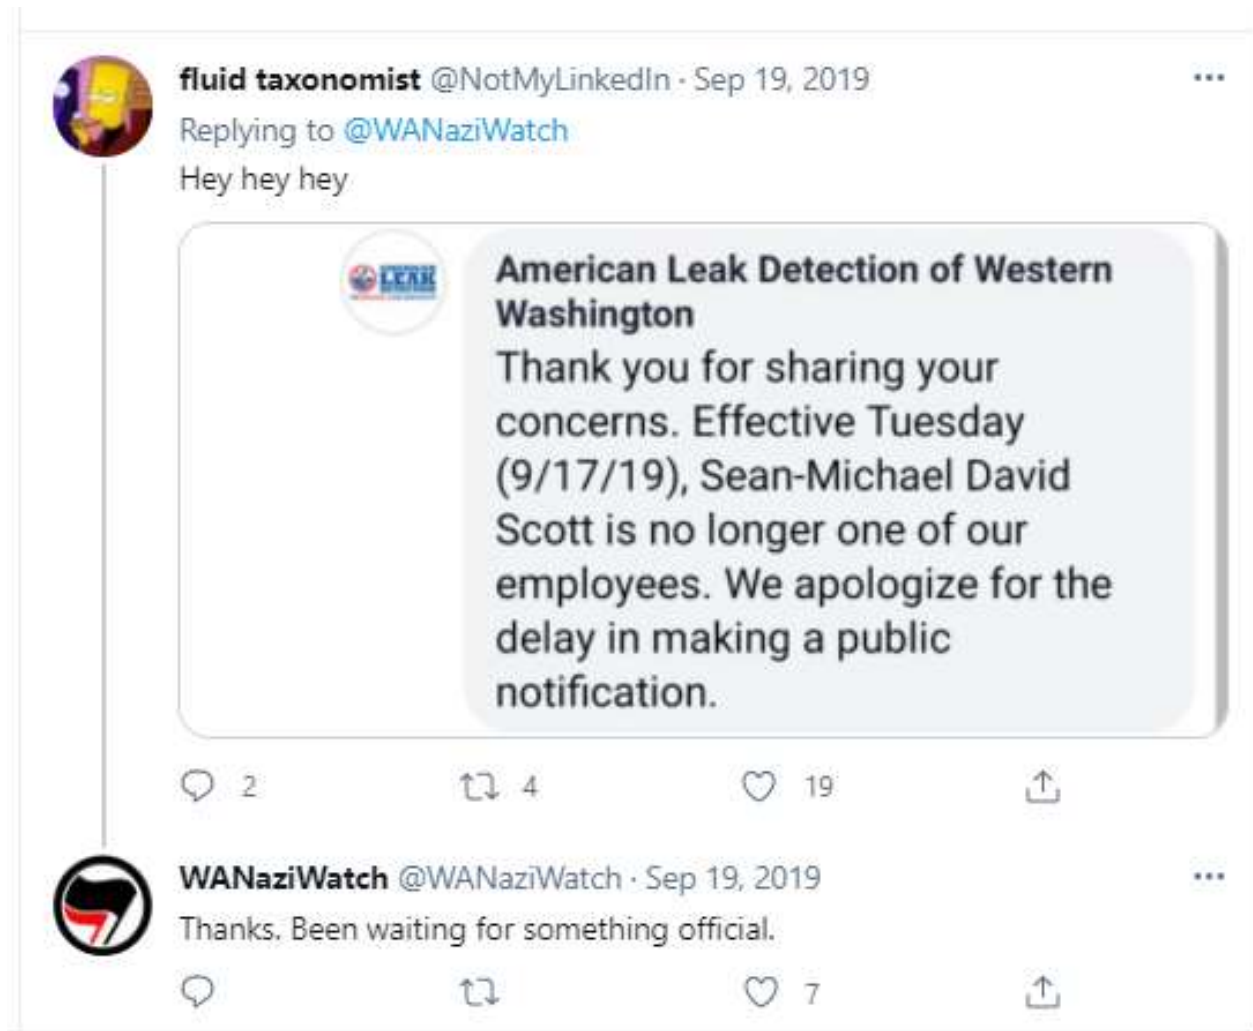 fluid taxonomist @NotMyLinkedIn · Sep 19, 2019
Replying to @WANaziWatch
Hey hey hey
LEAK
American Leak Detection of Western
Washington
Thank you for sharing your
concerns. Effective Tuesday
(9/17/19), Sean-Michael David
Scott is no longer one of our
employees. We apologize for the
delay in making a public
notification.
2 4 19
WANaziWatch @WANaziWatch · Sep 19, 2019
Thanks. Been waiting for something official.
7